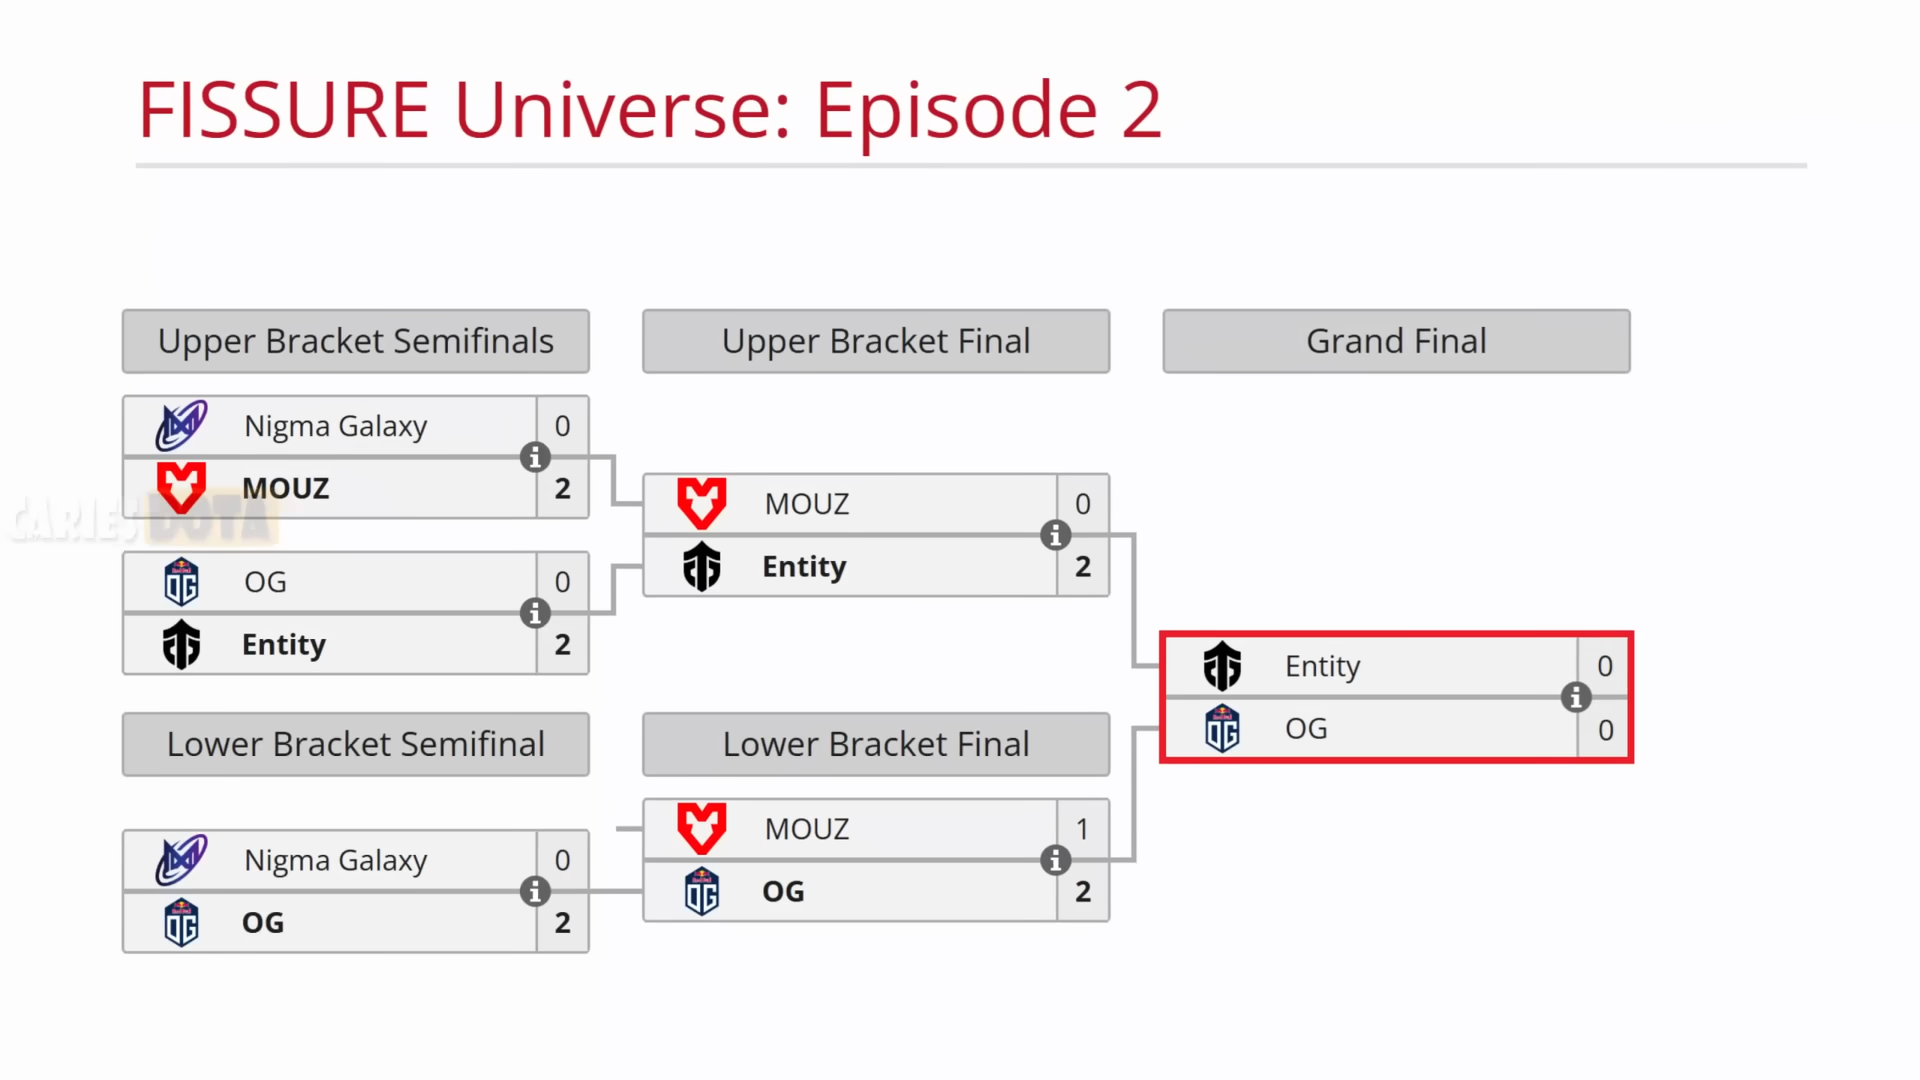 FISSURE Universe: Episode 2
Upper Bracket Semifinals
Upper Bracket Final
Grand Final
Nigma Galaxy 0
MOUZ 2
OG 0
Entity 2
MOUZ 0
Entity 2
Entity 0
OG 0
Lower Bracket Semifinal
Lower Bracket Final
Nigma Galaxy 0
OG 2
MOUZ 1
OG 2
CARIES DOTA